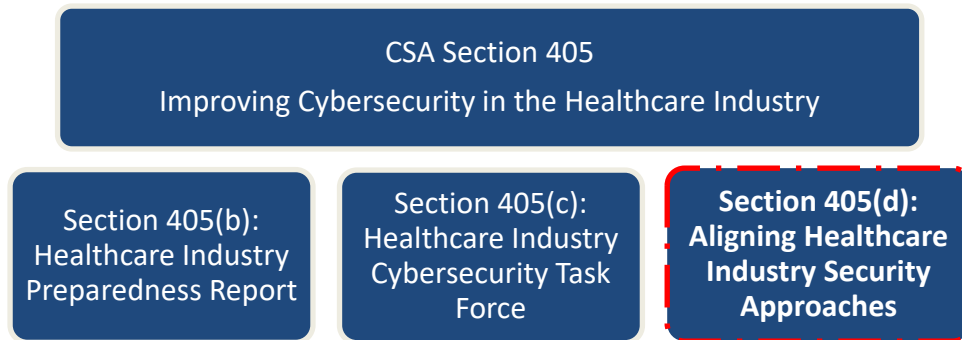 CSA Section 405
Improving Cybersecurity in the Healthcare Industry
Section 405(b):
Healthcare Industry
Preparedness Report
Section 405(c):
Healthcare Industry
Cybersecurity Task
Force
Section 405(d):
Aligning Healthcare
Industry Security
Approaches